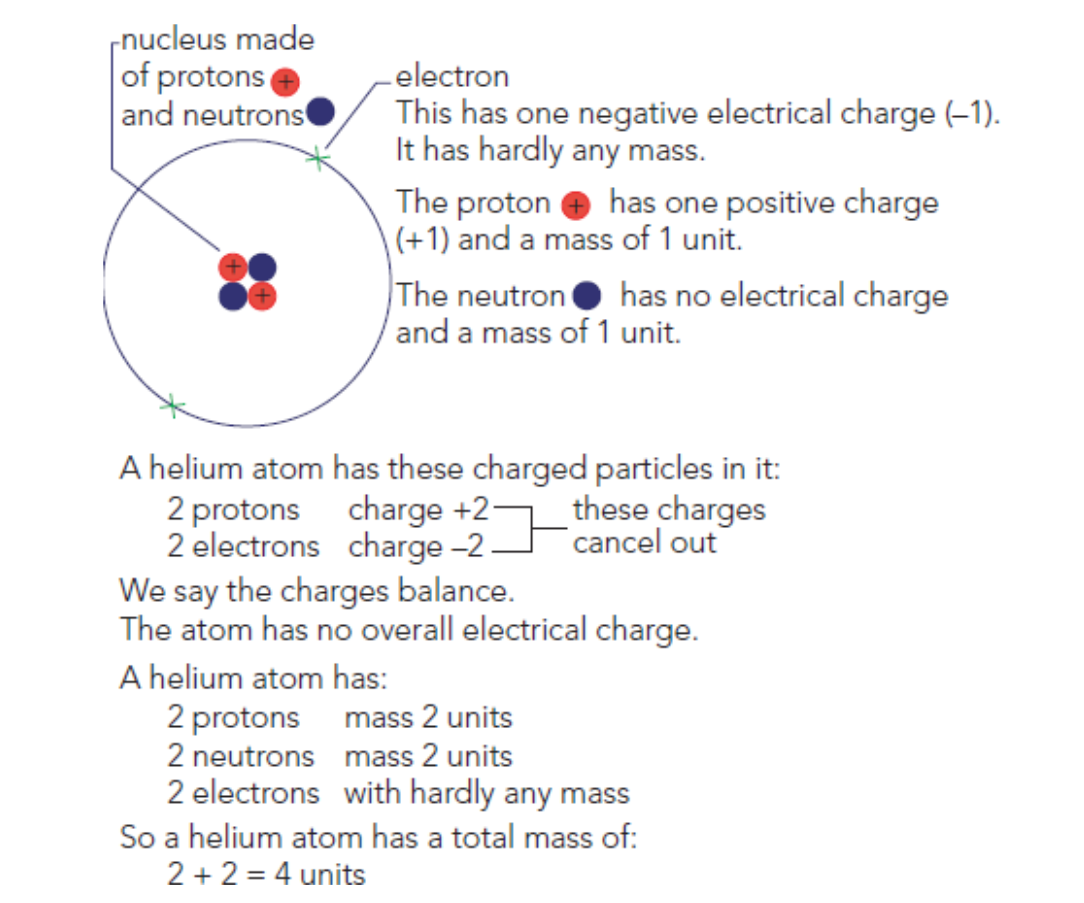 nucleus made
of protons +
and neutrons
electron
This has one negative electrical charge (–1).
It has hardly any mass.
The proton + has one positive charge
(+1) and a mass of 1 unit.
The neutron has no electrical charge
and a mass of 1 unit.
+
+
A helium atom has these charged particles in it:
2 protons charge +2 these charges
2 electrons charge –2 cancel out
We say the charges balance.
The atom has no overall electrical charge.
A helium atom has:
2 protons mass 2 units
2 neutrons mass 2 units
2 electrons with hardly any mass
So a helium atom has a total mass of:
2 + 2 = 4 units